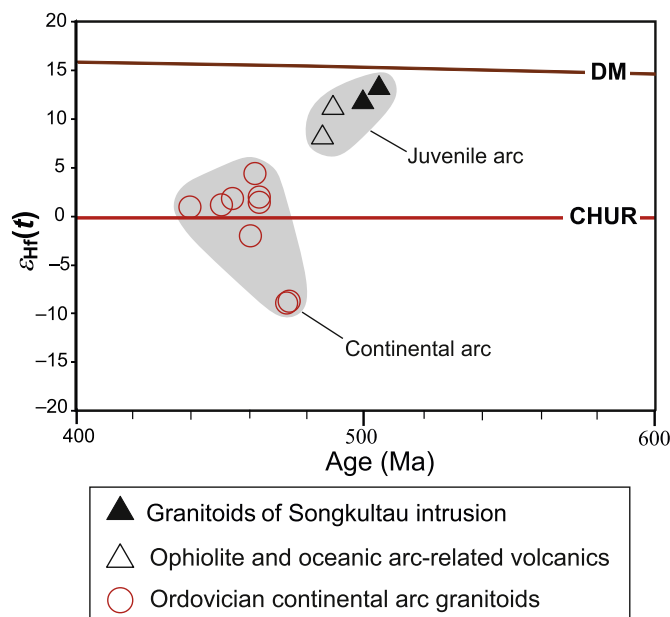 20
15
DM
10
Juvenile arc
5
0
CHUR
−5
−10
Continental arc
−15
−20
εHf(t)
400
500
600
Age (Ma)
Granitoids of Songkultau intrusion
Ophiolite and oceanic arc-related volcanics
Ordovician continental arc granitoids